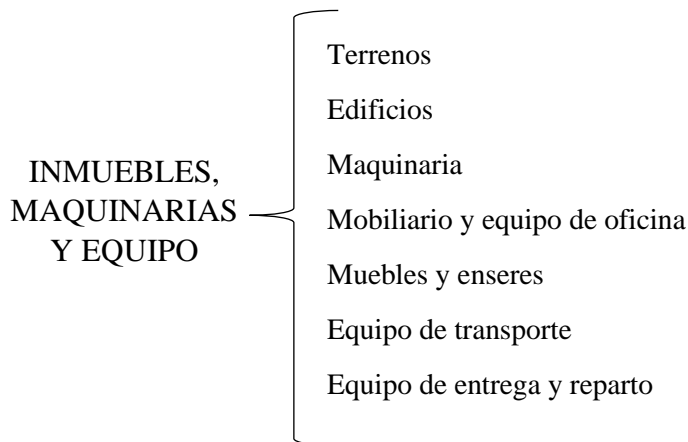 INMUEBLES,
MAQUINARIAS
Y EQUIPO
Terrenos
Edificios
Maquinaria
Mobiliario y equipo de oficina
Muebles y enseres
Equipo de transporte
Equipo de entrega y reparto